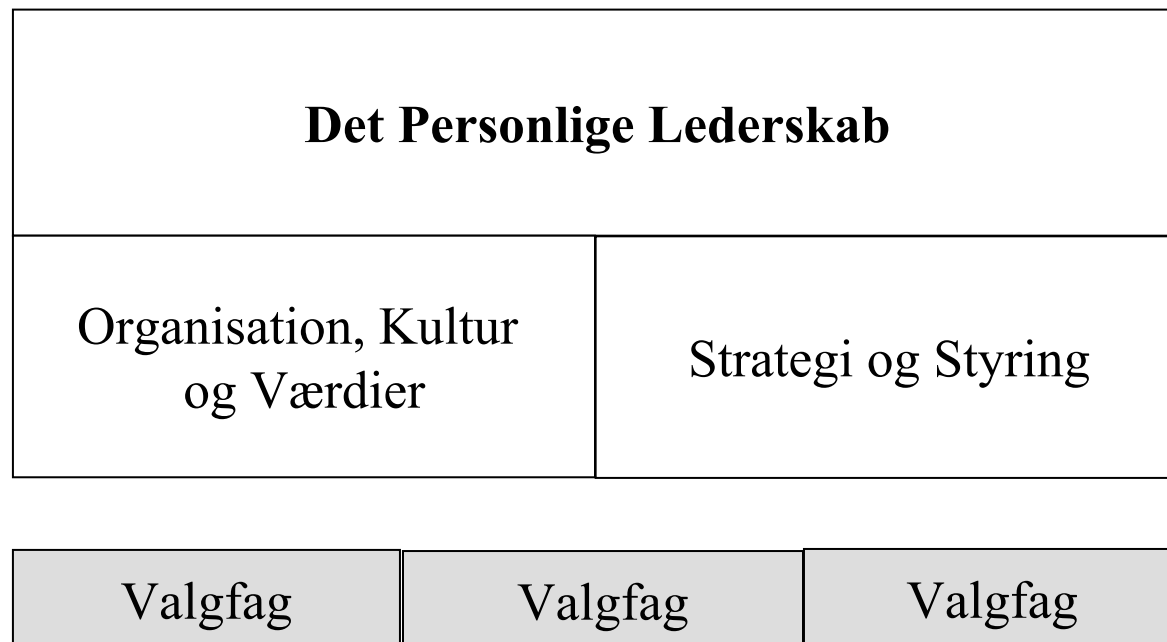 Det Personlige Lederskab
Organisation, Kultur
og Værdier
Strategi og Styring
Valgfag
Valgfag
Valgfag